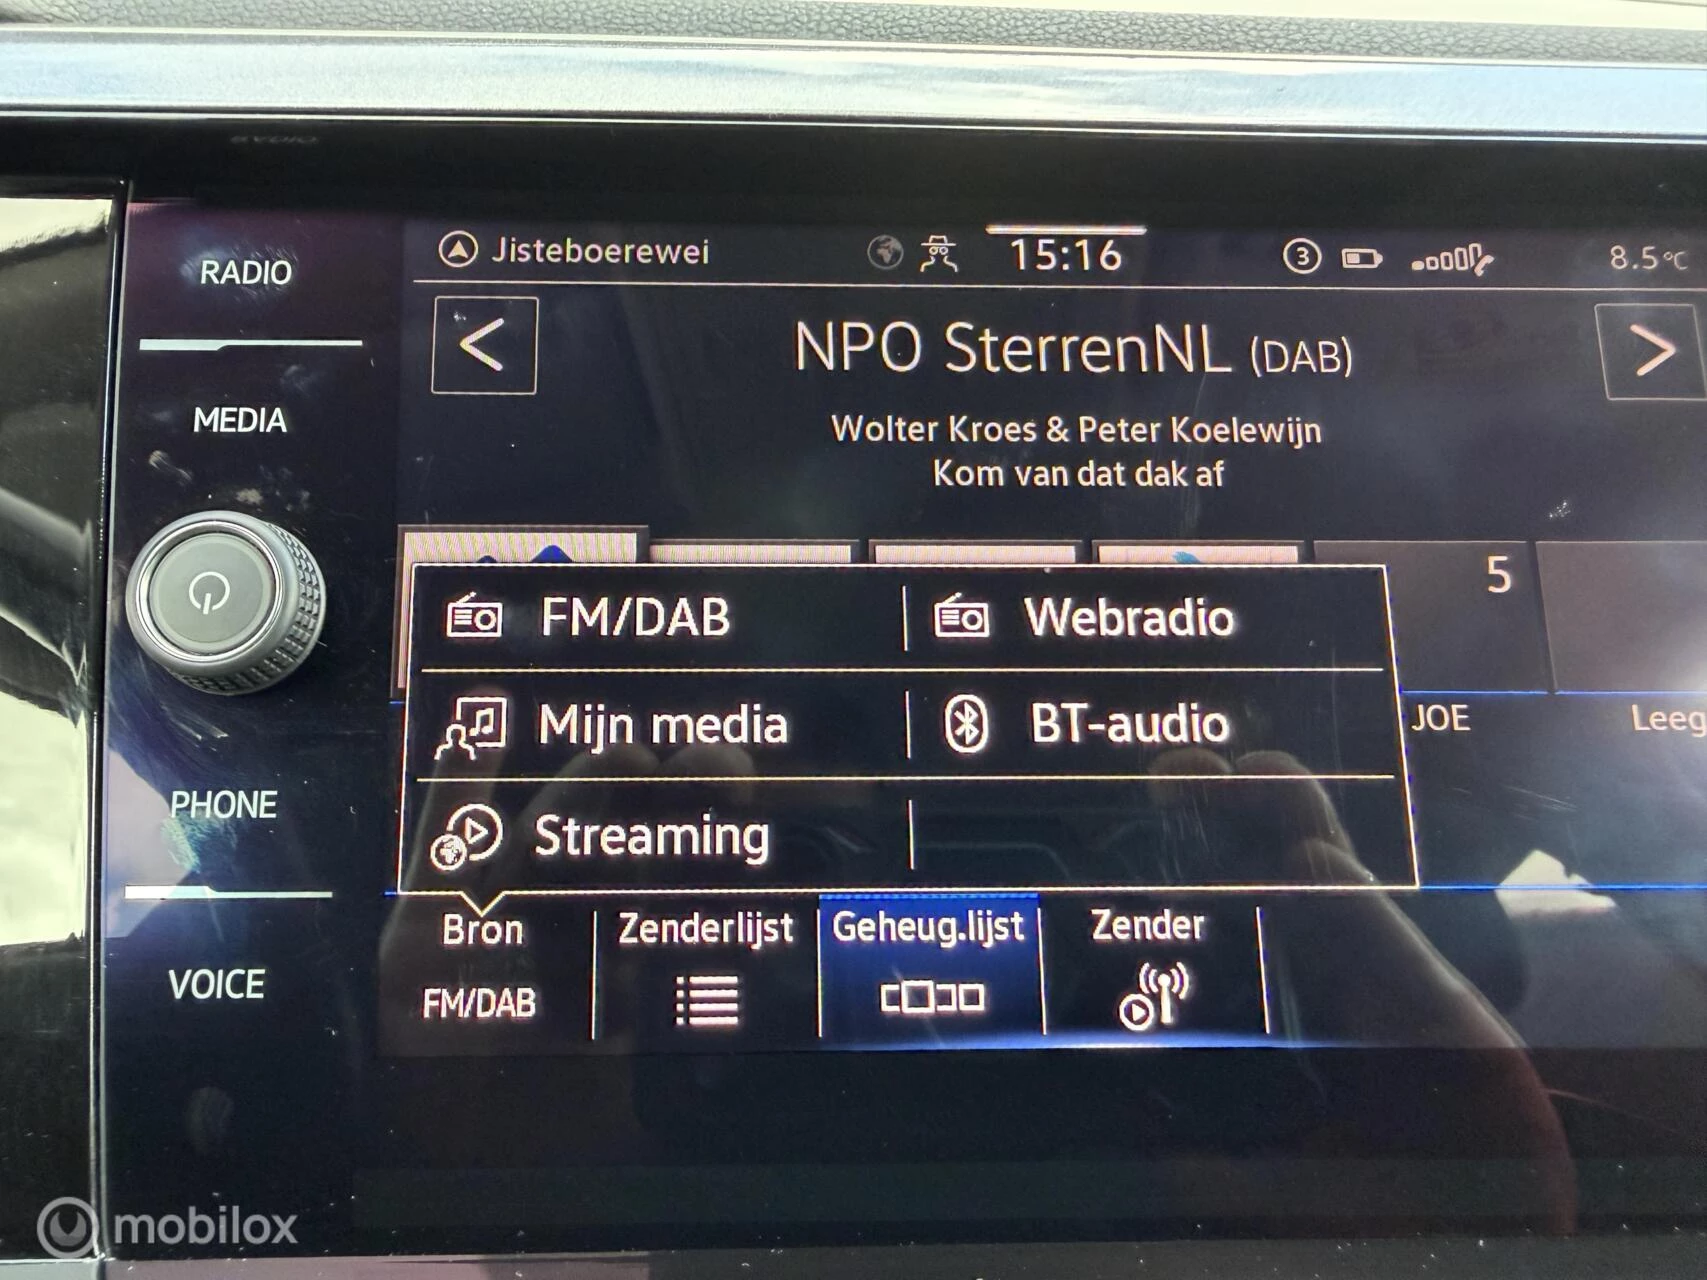 RADIO
MEDIA
PHONE
VOICE
Jisteboerewei
15:16
3
8.5°C
NPO SterrenNL (DAB)
Wolter Kroes & Peter Koelewijn
Kom van dat dak af
5
FM/DAB
Webradio
Mijn media
BT-audio
JOE
Leeg
Streaming
Bron
FM/DAB
Zenderlijst
Geheug.lijst
Zender
mobilox